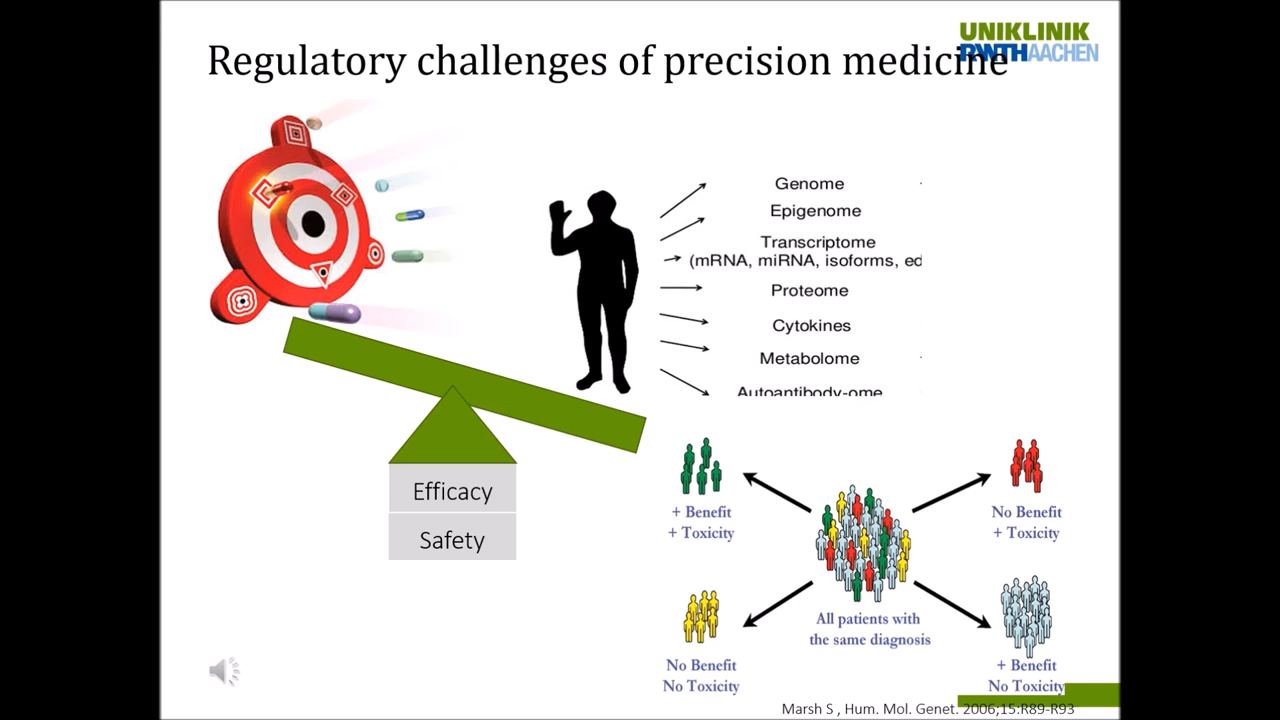 Regulatory challenges of precision medicine
UNIKLINIK
RWTHAACHEN
Genome
Epigenome
Transcriptome
(mRNA, miRNA, isoforms, ed
Proteome
Cytokines
Metabolome
Autoantibody-ome
Efficacy
Safety
+ Benefit
+ Toxicity
No Benefit
+ Toxicity
All patients with
the same diagnosis
No Benefit
No Toxicity
+ Benefit
No Toxicity
Marsh S , Hum. Mol. Genet. 2006;15:R89-R93